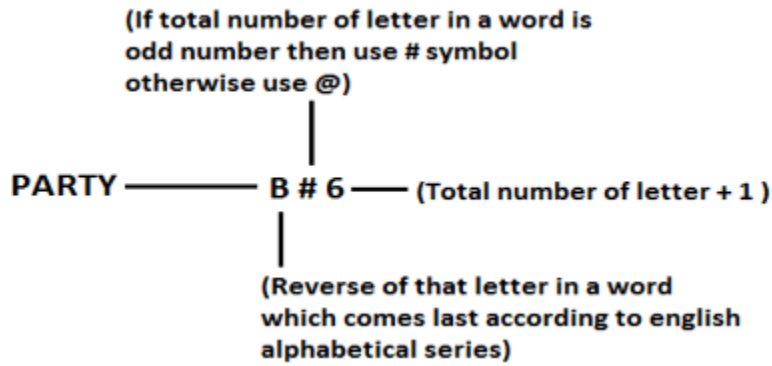 (If total number of letter in a word is
odd number then use # symbol
otherwise use @)
PARTY B # 6 (Total number of letter + 1 )
(Reverse of that letter in a word
which comes last according to english
alphabetical series)